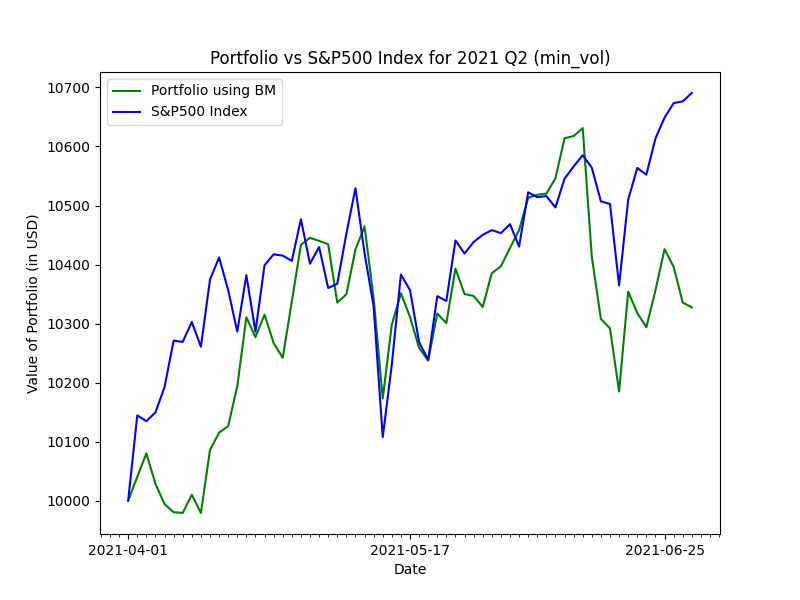 Portfolio vs S&P500 Index for 2021 Q2 (min_vol)
Portfolio using BM
S&P500 Index
10700
10600
10500
10400
10300
10200
10100
10000
Value of Portfolio (in USD)
2021-04-01
2021-05-17
2021-06-25
Date